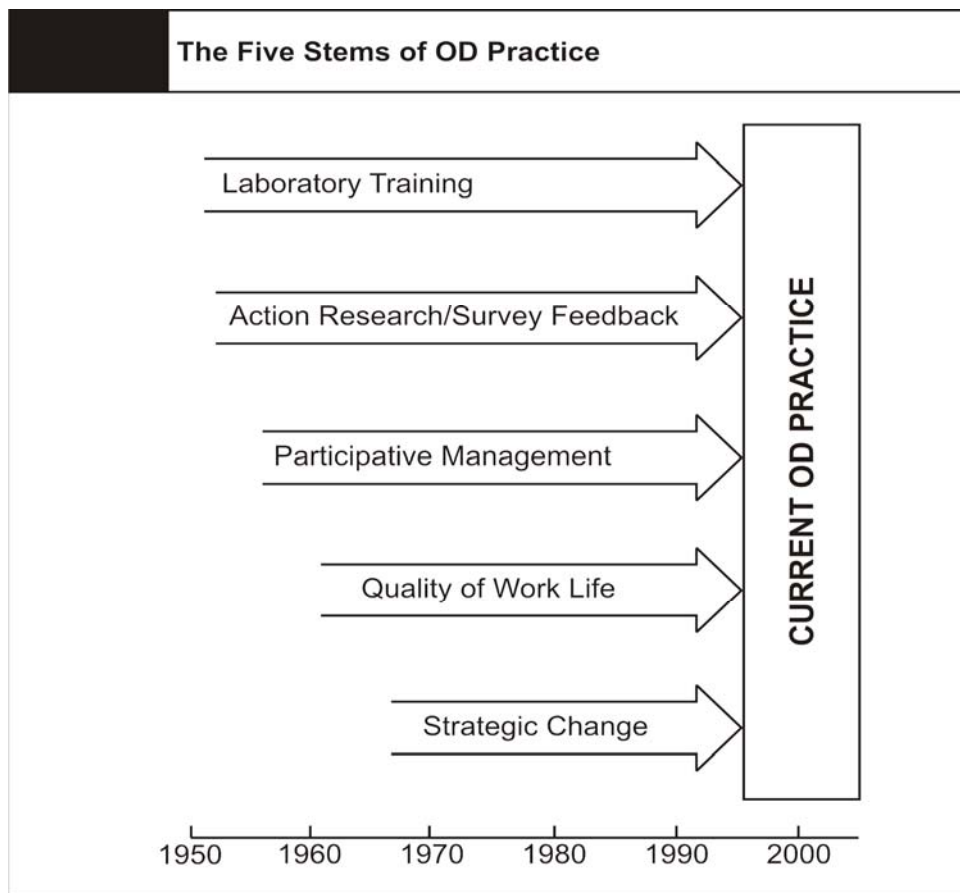 The Five Stems of OD Practice
Laboratory Training
Action Research/Survey Feedback
Participative Management
Quality of Work Life
Strategic Change
CURRENT OD PRACTICE
1950 1960 1970 1980 1990 2000